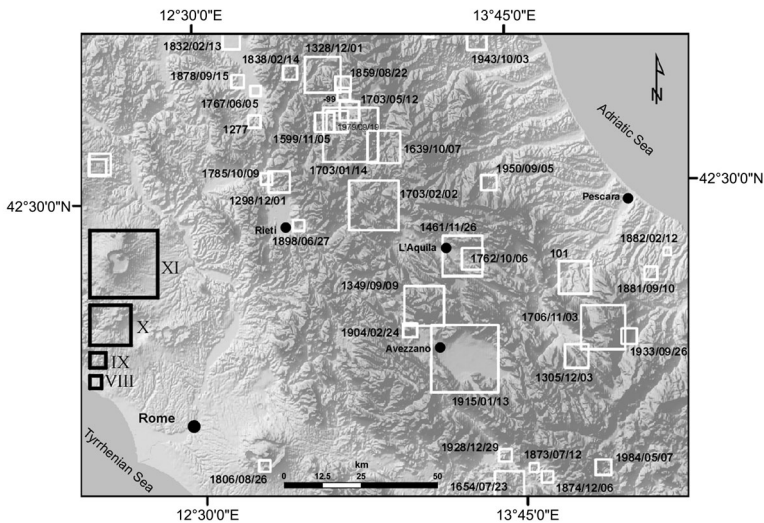 12°30'0"E 13°45'0"E
1832/02/13 1328/12/01 1943/10/03
1838/02/14
1878/09/15 1859/08/22
1767/06/05 -99 1703/05/12
1277 1979/09/19
1599/11/05 1639/10/07
1703/01/14
1785/10/09 1950/09/05
1298/12/01 1703/02/02
42°30'0"N 42°30'0"N
Adriatic Sea
N
Pescara
Rieti 1461/11/26
1898/06/27 L'Aquila 1762/10/06 1882/02/12
101
XI 1349/09/09 1881/09/10
X 1706/11/03
1904/02/24
Avezzano 1933/09/26
IX 1305/12/03
VIII 1915/01/13
Rome
Tyrrhenian Sea
1928/12/29 1873/07/12 1984/05/07
1806/08/26 km
0 12.5 25 50
1654/07/23 1874/12/06
12°30'0"E 13°45'0"E